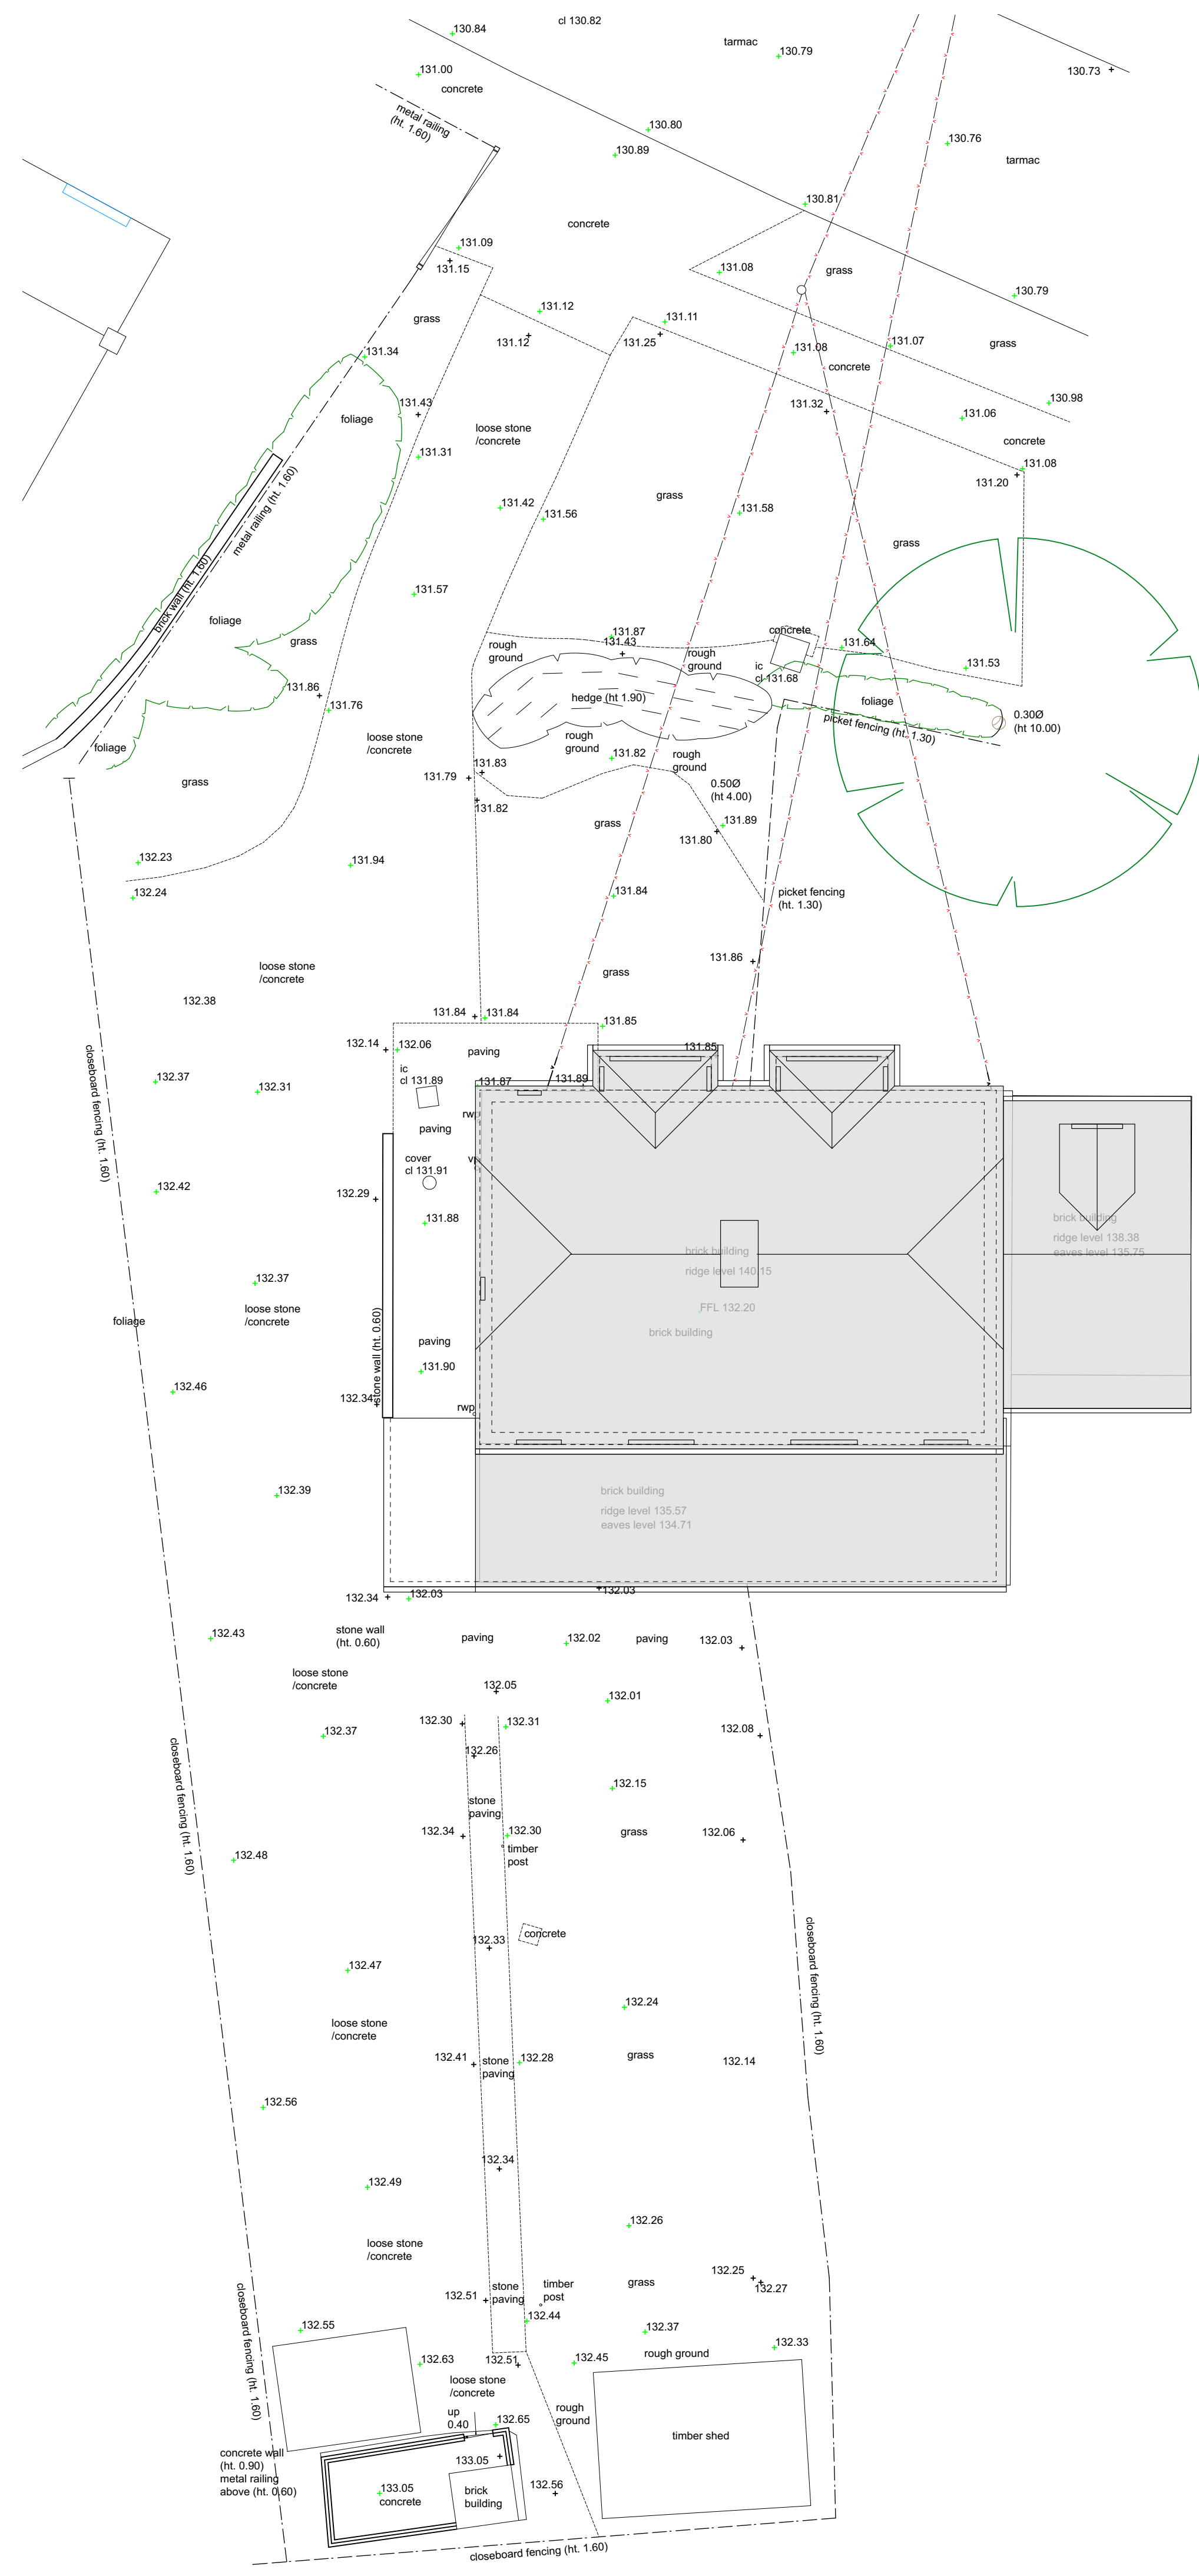 130.84
cl 130.82
tarmac
130.79
131.00
concrete
130.73
metal railing
(ht. 1.60)
130.80
130.89
130.76
tarmac
130.81
concrete
131.09
131.15
131.08
grass
130.79
131.12
grass
131.11
131.12
131.25
131.08
131.07
grass
131.34
concrete
130.98
131.43
131.32
131.06
foliage
loose stone
/concrete
concrete
131.31
131.08
131.20
metal railing (ht. 1.60)
grass
131.42
131.56
131.58
grass
brick wall (ht. 1.60)
131.57
foliage
131.87
concrete
grass
131.43
131.64
rough
ground
rough
ground
131.53
ic
cl 131.68
131.86
hedge (ht 1.90)
foliage
131.76
0.30Ø
(ht 10.00)
picket fencing (ht. 1.30)
foliage
loose stone
/concrete
rough
ground
131.82
rough
ground
131.83
131.79
grass
0.50Ø
(ht 4.00)
131.82
grass
131.89
131.80
132.23
131.94
132.24
131.84
picket fencing
(ht. 1.30)
131.86
loose stone
/concrete
grass
132.38
131.84
131.84
131.85
132.14
132.06
paving
131.85
closeboard fencing (ht. 1.60)
ic
cl 131.89
132.37
131.87
131.89
132.31
rwp
paving
cover
cl 131.91
132.42
132.29
131.88
brick building
ridge level 138.38
eaves level 135.75
brick building
ridge level 140.15
132.37
FFL 132.20
loose stone
/concrete
foliage
brick building
paving
stone wall (ht. 0.60)
131.90
132.46
132.34
rwp
132.39
brick building
ridge level 135.57
eaves level 134.71
132.34
132.03
132.03
132.43
stone wall
(ht. 0.60)
paving
132.02
paving
132.03
loose stone
/concrete
132.05
132.01
132.30
132.31
132.37
132.08
132.26
closeboard fencing (ht. 1.60)
132.15
stone
paving
132.34
132.30
grass
132.06
timber
post
132.48
concrete
132.33
closeboard fencing (ht. 1.60)
132.47
132.24
loose stone
/concrete
132.41
stone
paving
132.28
grass
132.14
132.56
132.34
132.49
132.26
loose stone
/concrete
132.25
grass
132.27
stone
paving
timber
post
132.51
closeboard fencing (ht. 1.60)
132.44
132.55
132.37
132.33
132.63
132.51
132.45
rough ground
loose stone
/concrete
up
0.40
132.65
rough
ground
timber shed
concrete wall
(ht. 0.90)
metal railing
above (ht. 0.60)
133.05
133.05
concrete
brick
building
132.56
closeboard fencing (ht. 1.60)